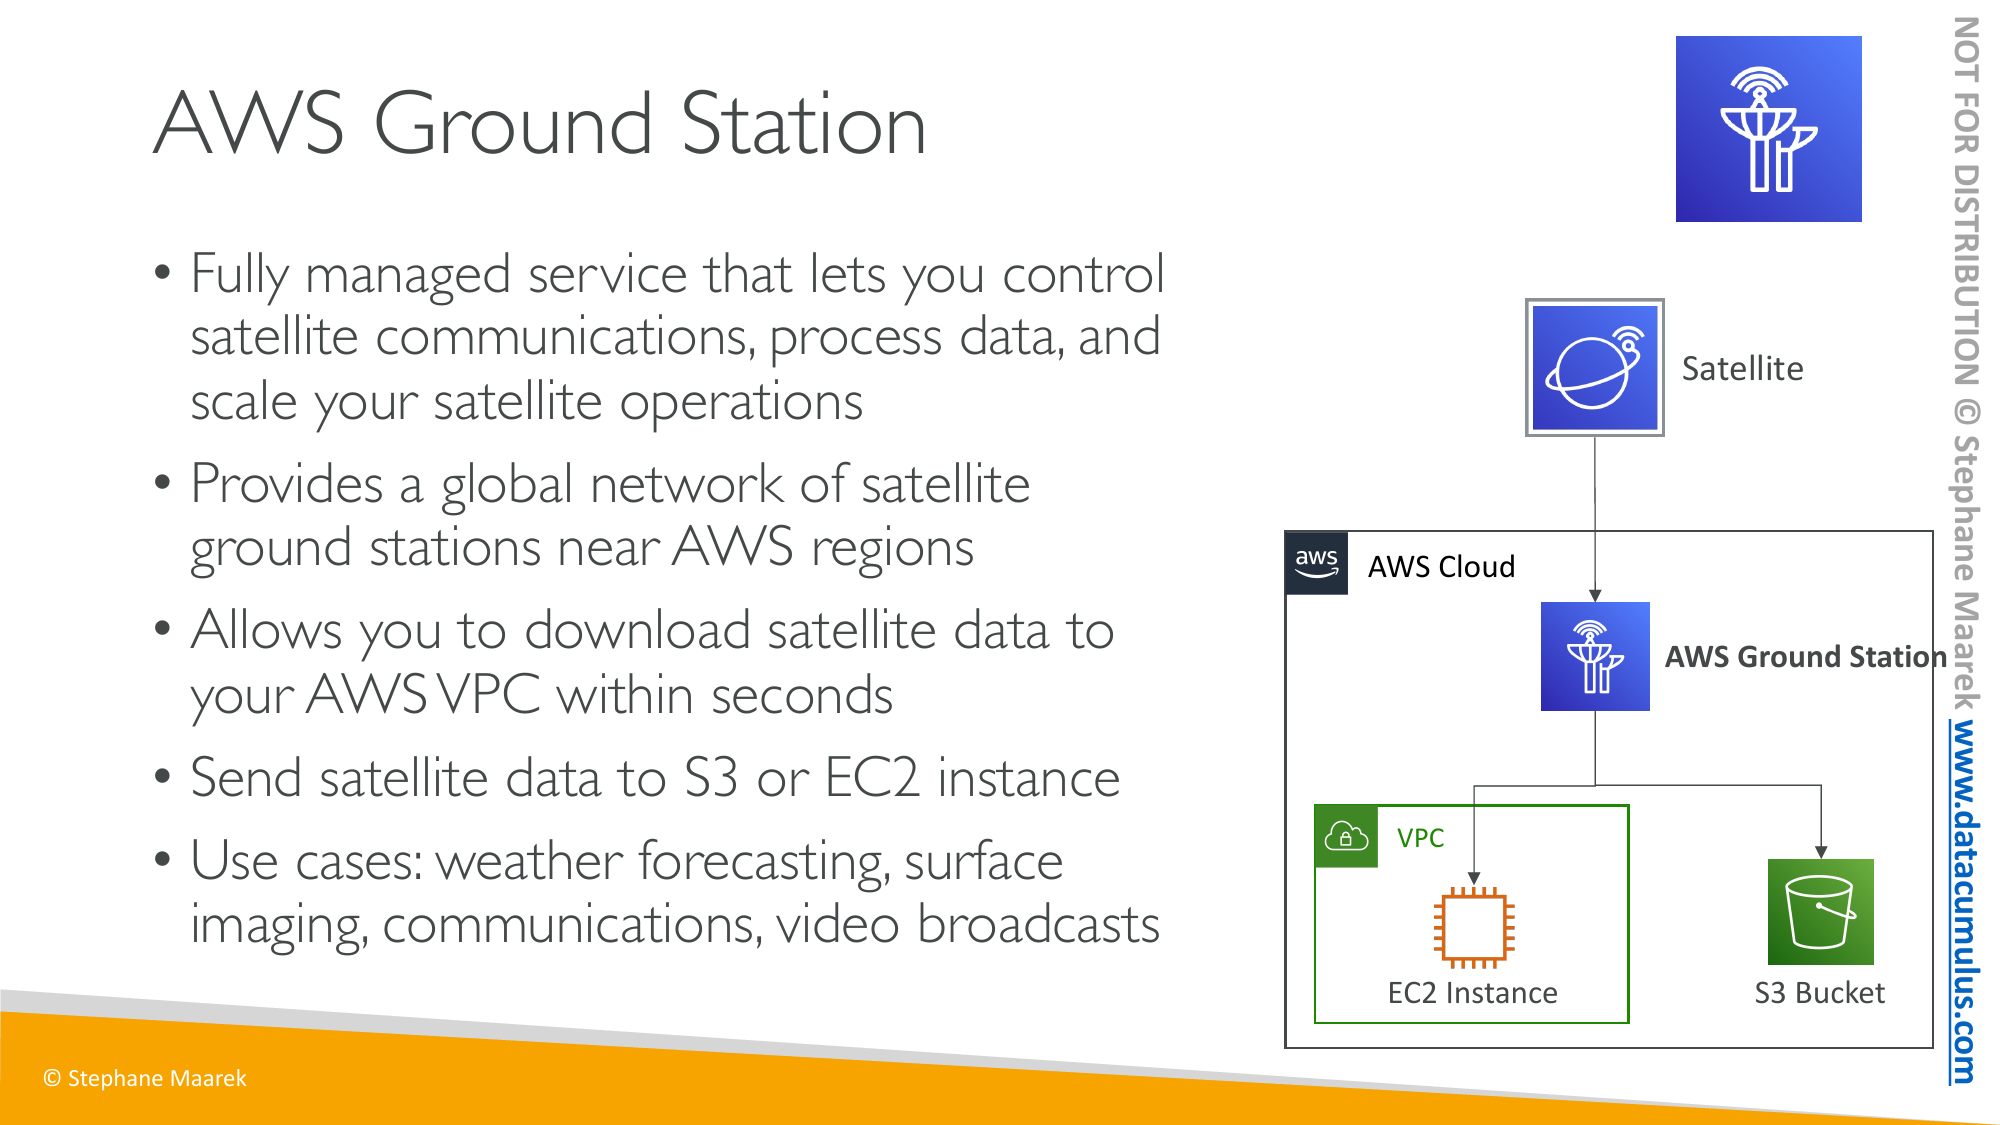 AWS Ground Station
• Fully managed service that lets you control
satellite communications, process data, and
scale your satellite operations
• Provides a global network of satellite
ground stations near AWS regions
• Allows you to download satellite data to
your AWS VPC within seconds
• Send satellite data to S3 or EC2 instance
• Use cases: weather forecasting, surface
imaging, communications, video broadcasts
Satellite
aws
AWS Cloud
AWS Ground Station
VPC
EC2 Instance
S3 Bucket
© Stephane Maarek
NOT FOR DISTRIBUTION © Stephane Maarek www.datacumulus.com